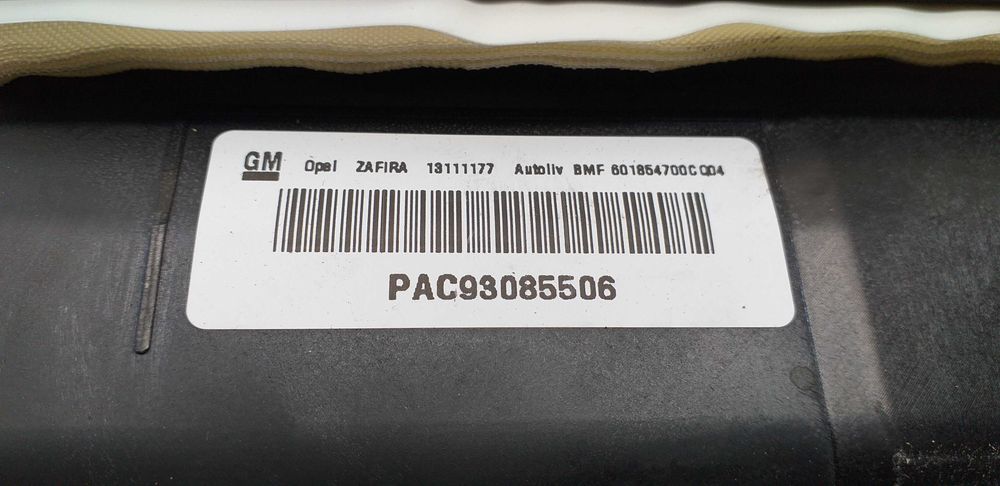 GM Opel ZAFIRA 13111177 Autoliv BMF 601854700C Q04
PAC93085506